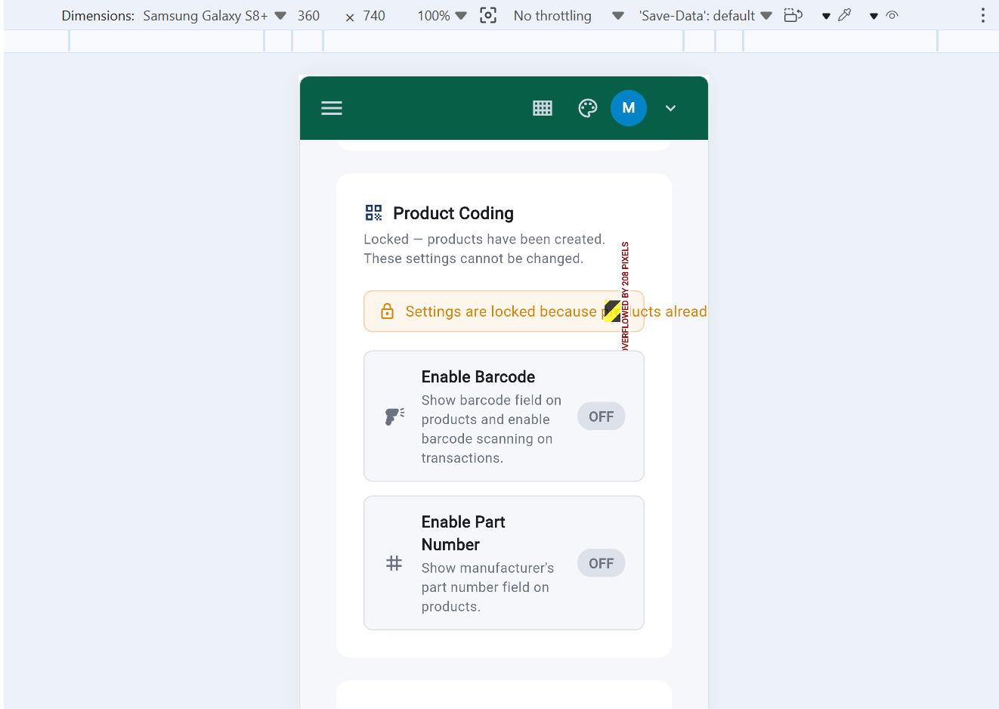 Dimensions: Samsung Galaxy S8+ 360 × 740 100% No throttling 'Save-Data': default
M
Product Coding
Locked — products have been created.
These settings cannot be changed.
OVERFLOWED BY 208 PIXELS
Settings are locked because products alread
Enable Barcode
Show barcode field on
products and enable
barcode scanning on
transactions.
OFF
Enable Part
Number
Show manufacturer's
part number field on
products.
OFF